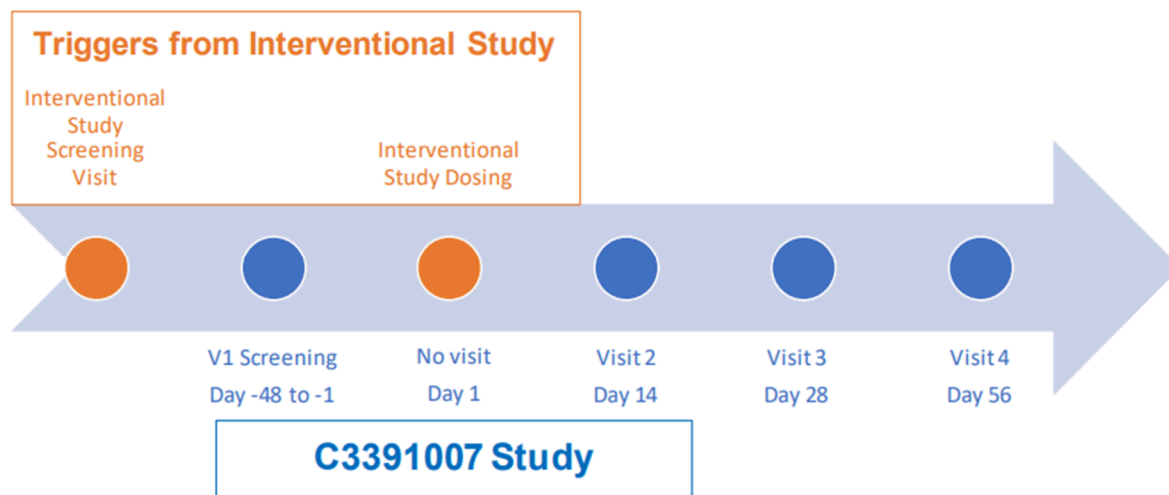 Triggers from Interventional Study
Interventional
Study
Screening
Visit
Interventional
Study Dosing
V1 Screening
Day -48 to -1
No visit
Day 1
Visit 2
Day 14
Visit 3
Day 28
Visit 4
Day 56
C3391007 Study